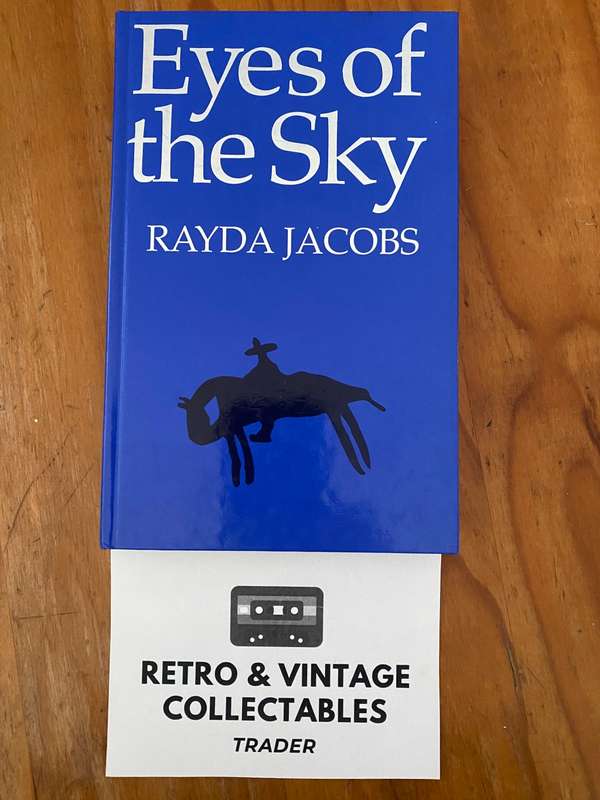 Eyes of
the Sky
RAYDA JACOBS
RETRO & VINTAGE
COLLECTABLES
TRADER